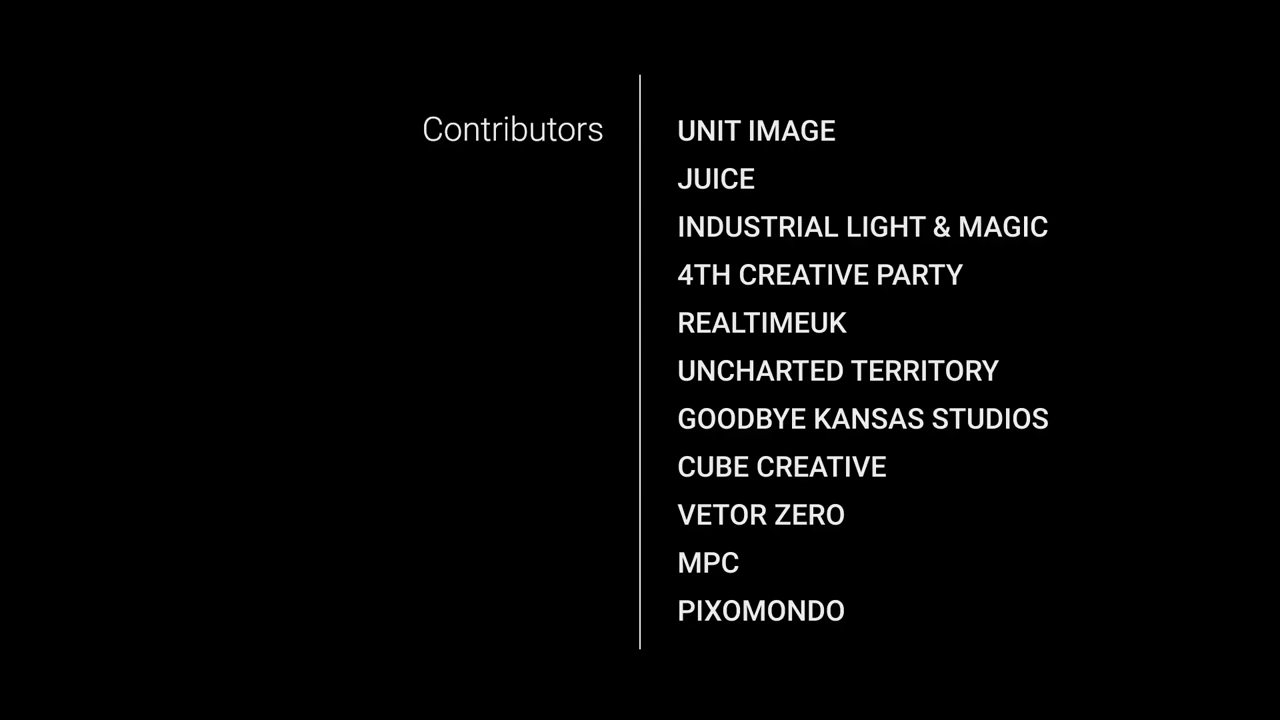 Contributors
UNIT IMAGE
JUICE
INDUSTRIAL LIGHT & MAGIC
4TH CREATIVE PARTY
REALTIMEUK
UNCHARTED TERRITORY
GOODBYE KANSAS STUDIOS
CUBE CREATIVE
VETOR ZERO
MPC
PIXOMONDO